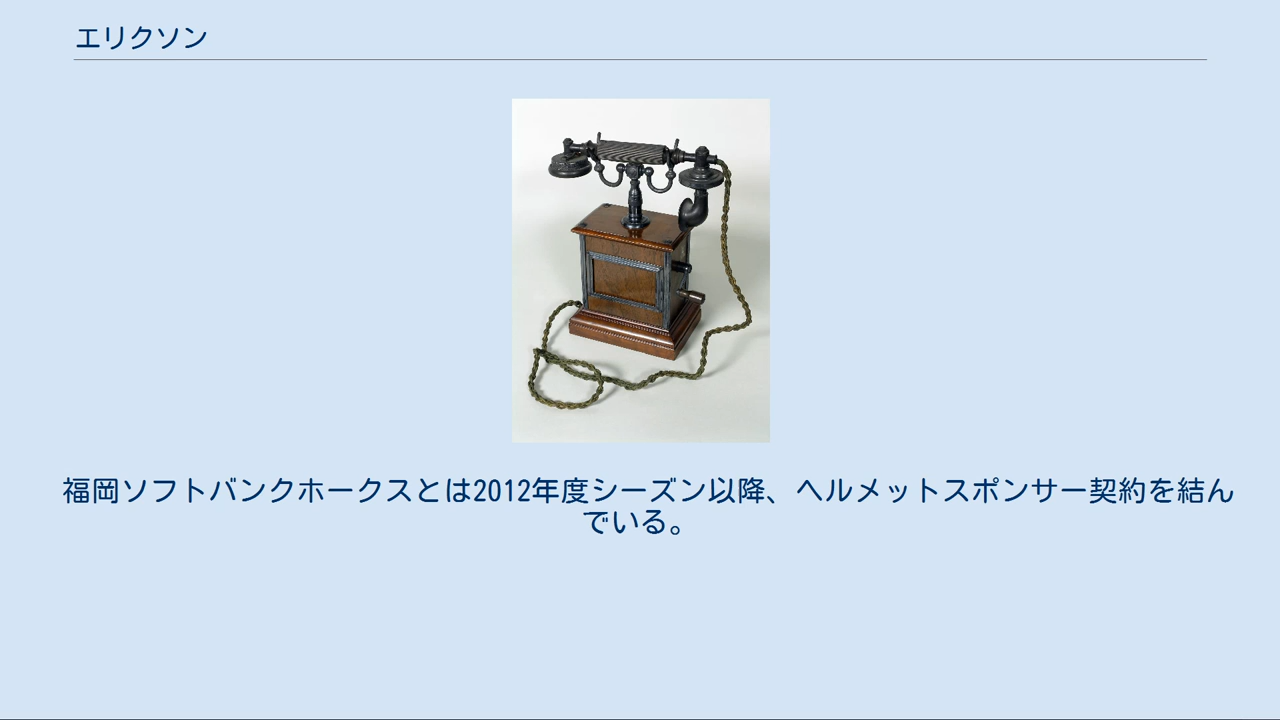 エリクソン
福岡ソフトバンクホークスとは2012年度シーズン以降、ヘルメットスポンサー契約を結ん
でいる。